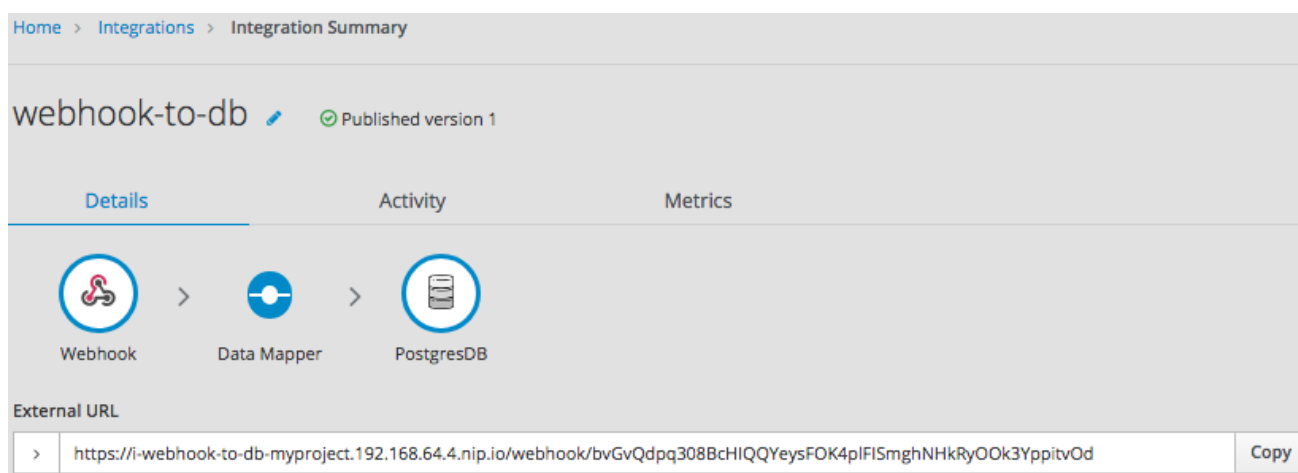 Home > Integrations > Integration Summary
webhook-to-db
Published version 1
Details Activity Metrics
> >
Webhook Data Mapper PostgresDB
External URL
> https://i-webhook-to-db-myproject.192.168.64.4.nip.io/webhook/bvGvQdpq308BcHIQQYeysFOK4plFISmghNHkRyOOk3YppitvOd Copy